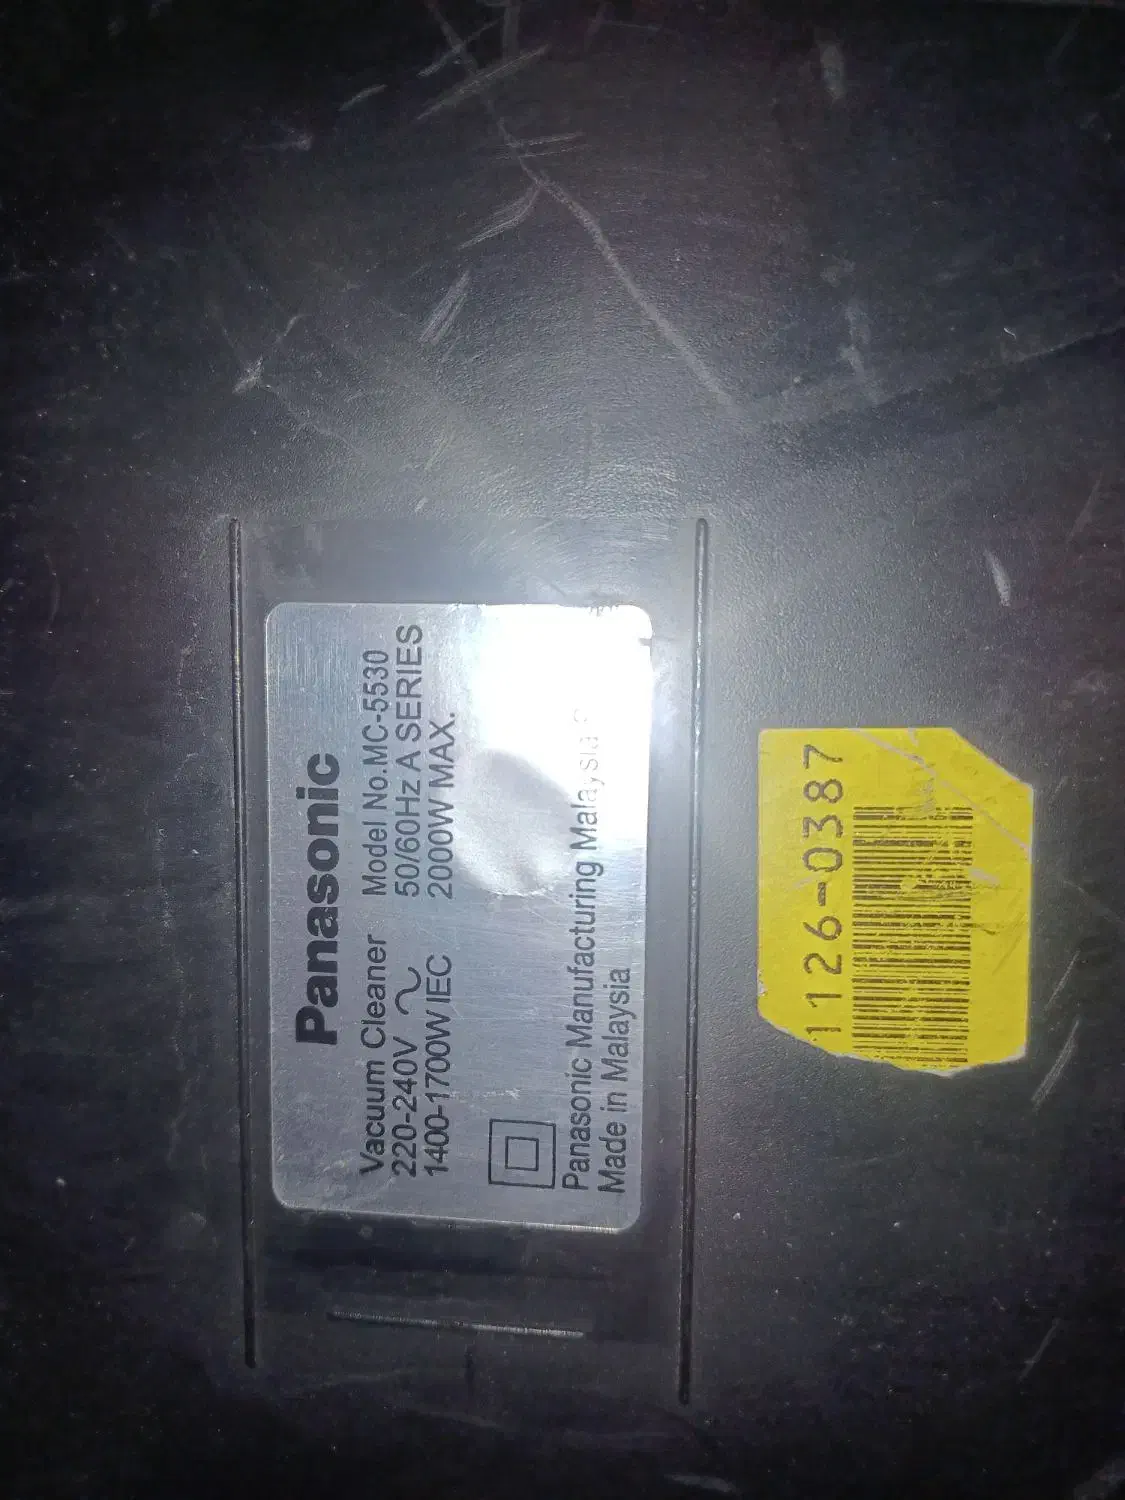 Panasonic
Vacuum Cleaner Model No.MC-5530
220-240V ∿ 50/60Hz A SERIES
1400-1700W IEC 2000W MAX.
Panasonic Manufacturing Malaysia
Made in Malaysia
1126-0387